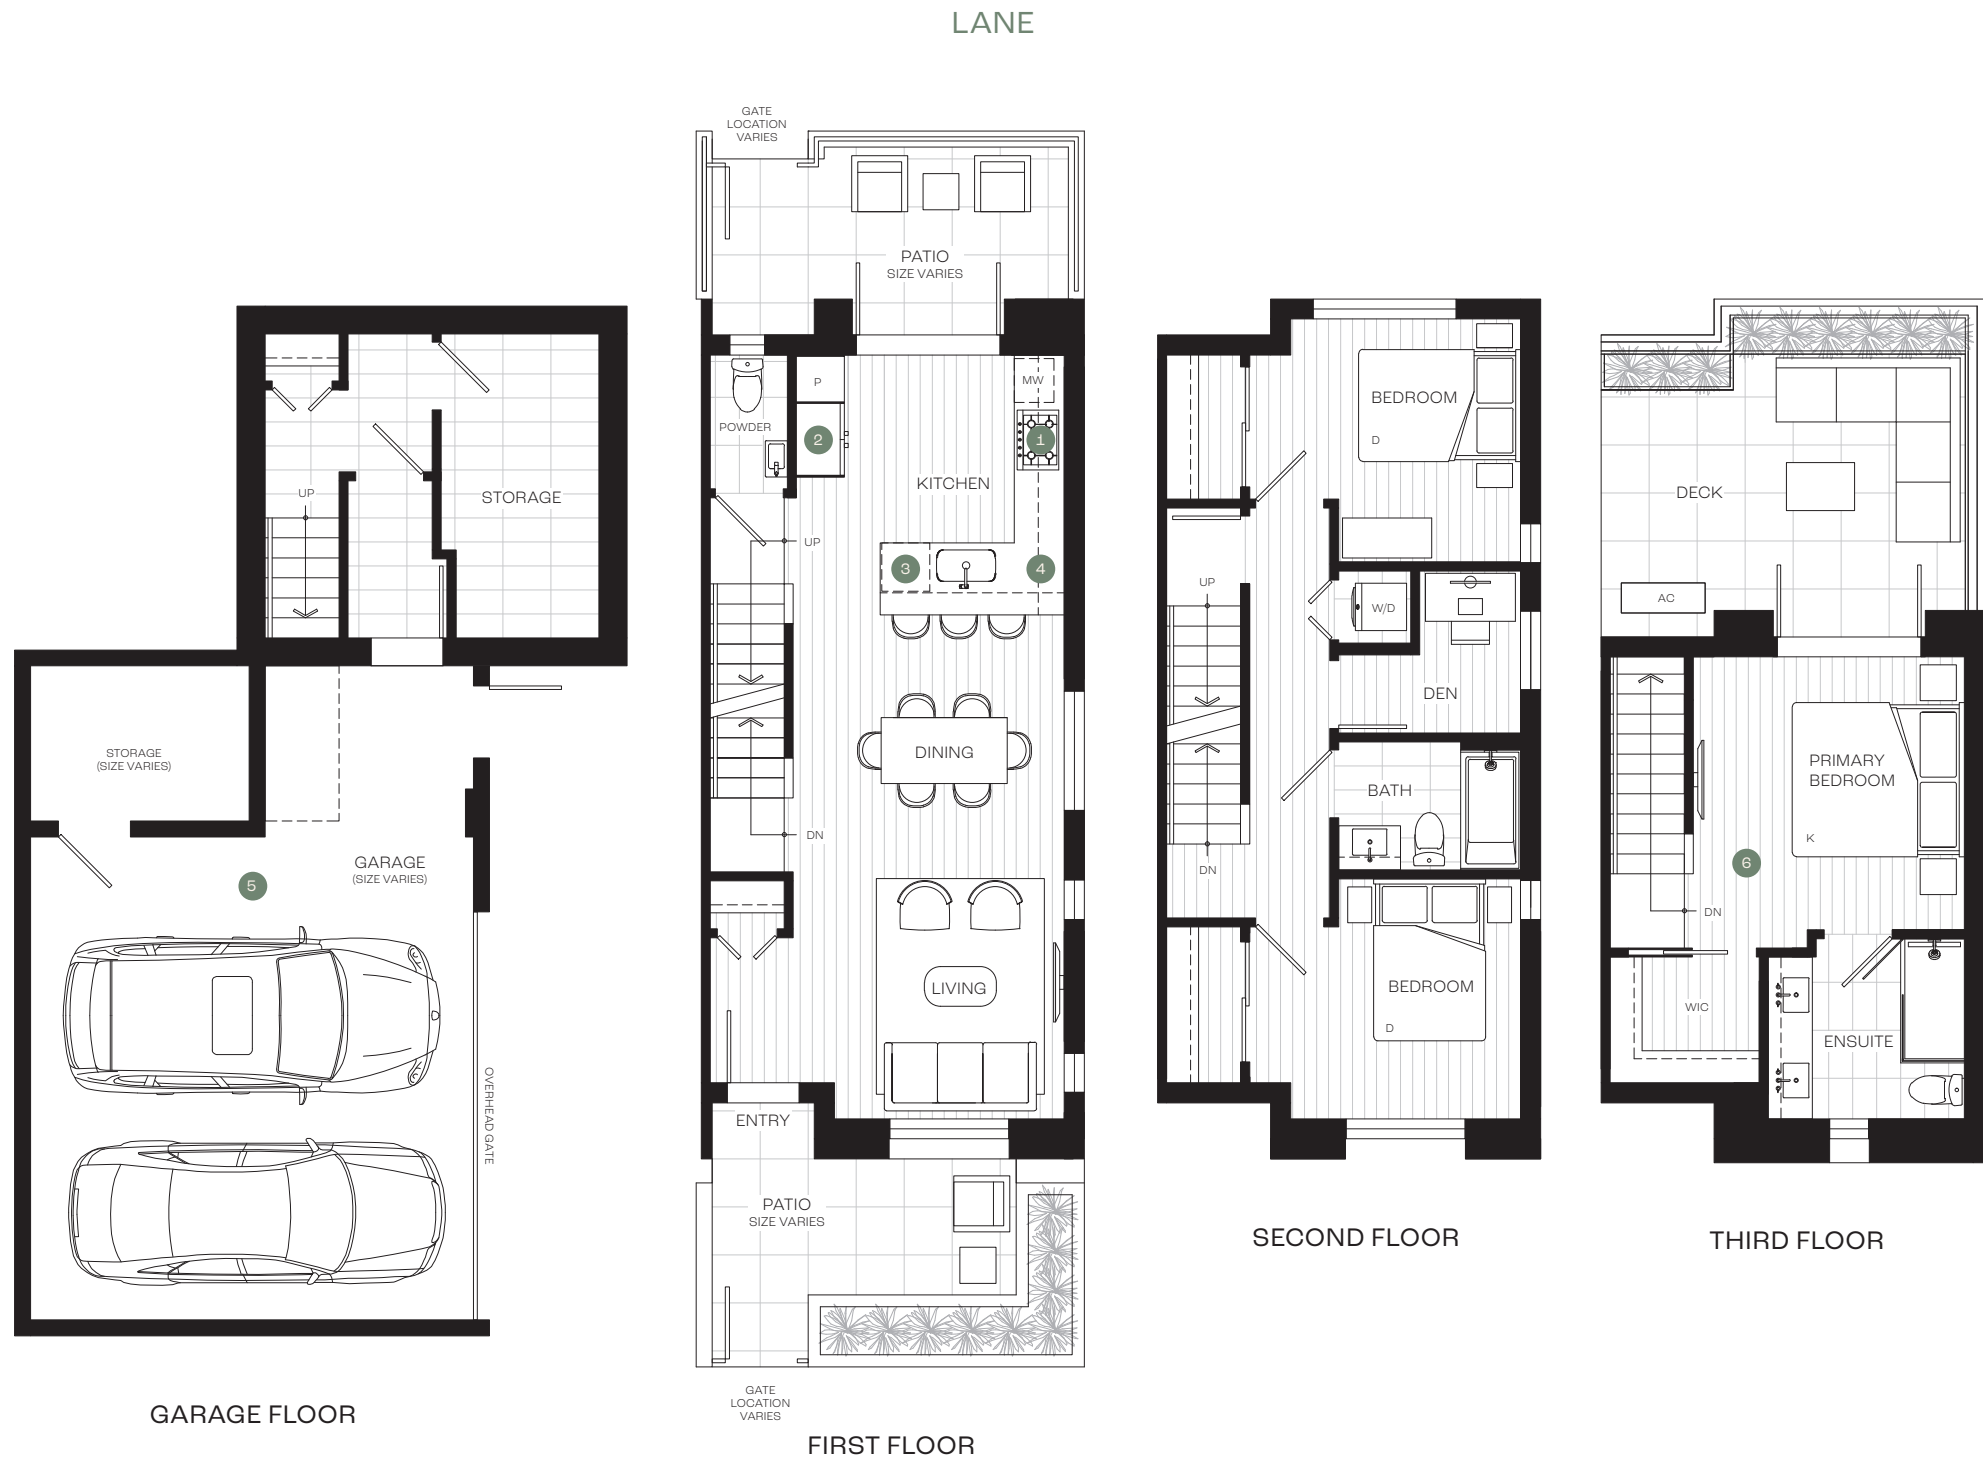 LANE
UP
STORAGE
STORAGE
(SIZE VARIES)
GARAGE
(SIZE VARIES)
5
OVERHEAD GATE
GARAGE FLOOR
GATE
LOCATION
VARIES
PATIO
SIZE VARIES
P
MW
POWDER
2
1
KITCHEN
UP
3
4
DINING
DN
LIVING
ENTRY
PATIO
SIZE VARIES
GATE
LOCATION
VARIES
FIRST FLOOR
BEDROOM
D
UP
W/D
DEN
BATH
DN
BEDROOM
D
SECOND FLOOR
DECK
AC
PRIMARY
BEDROOM
K
6
DN
WIC
ENSUITE
THIRD FLOOR